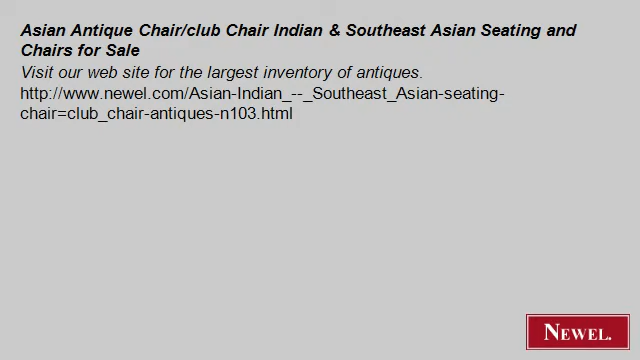 Asian Antique Chair/club Chair Indian & Southeast Asian Seating and
Chairs for Sale
Visit our web site for the largest inventory of antiques.
http://www.newel.com/Asian-Indian_--_Southeast_Asian-seating-
chair=club_chair-antiques-n103.html
NEWEL.